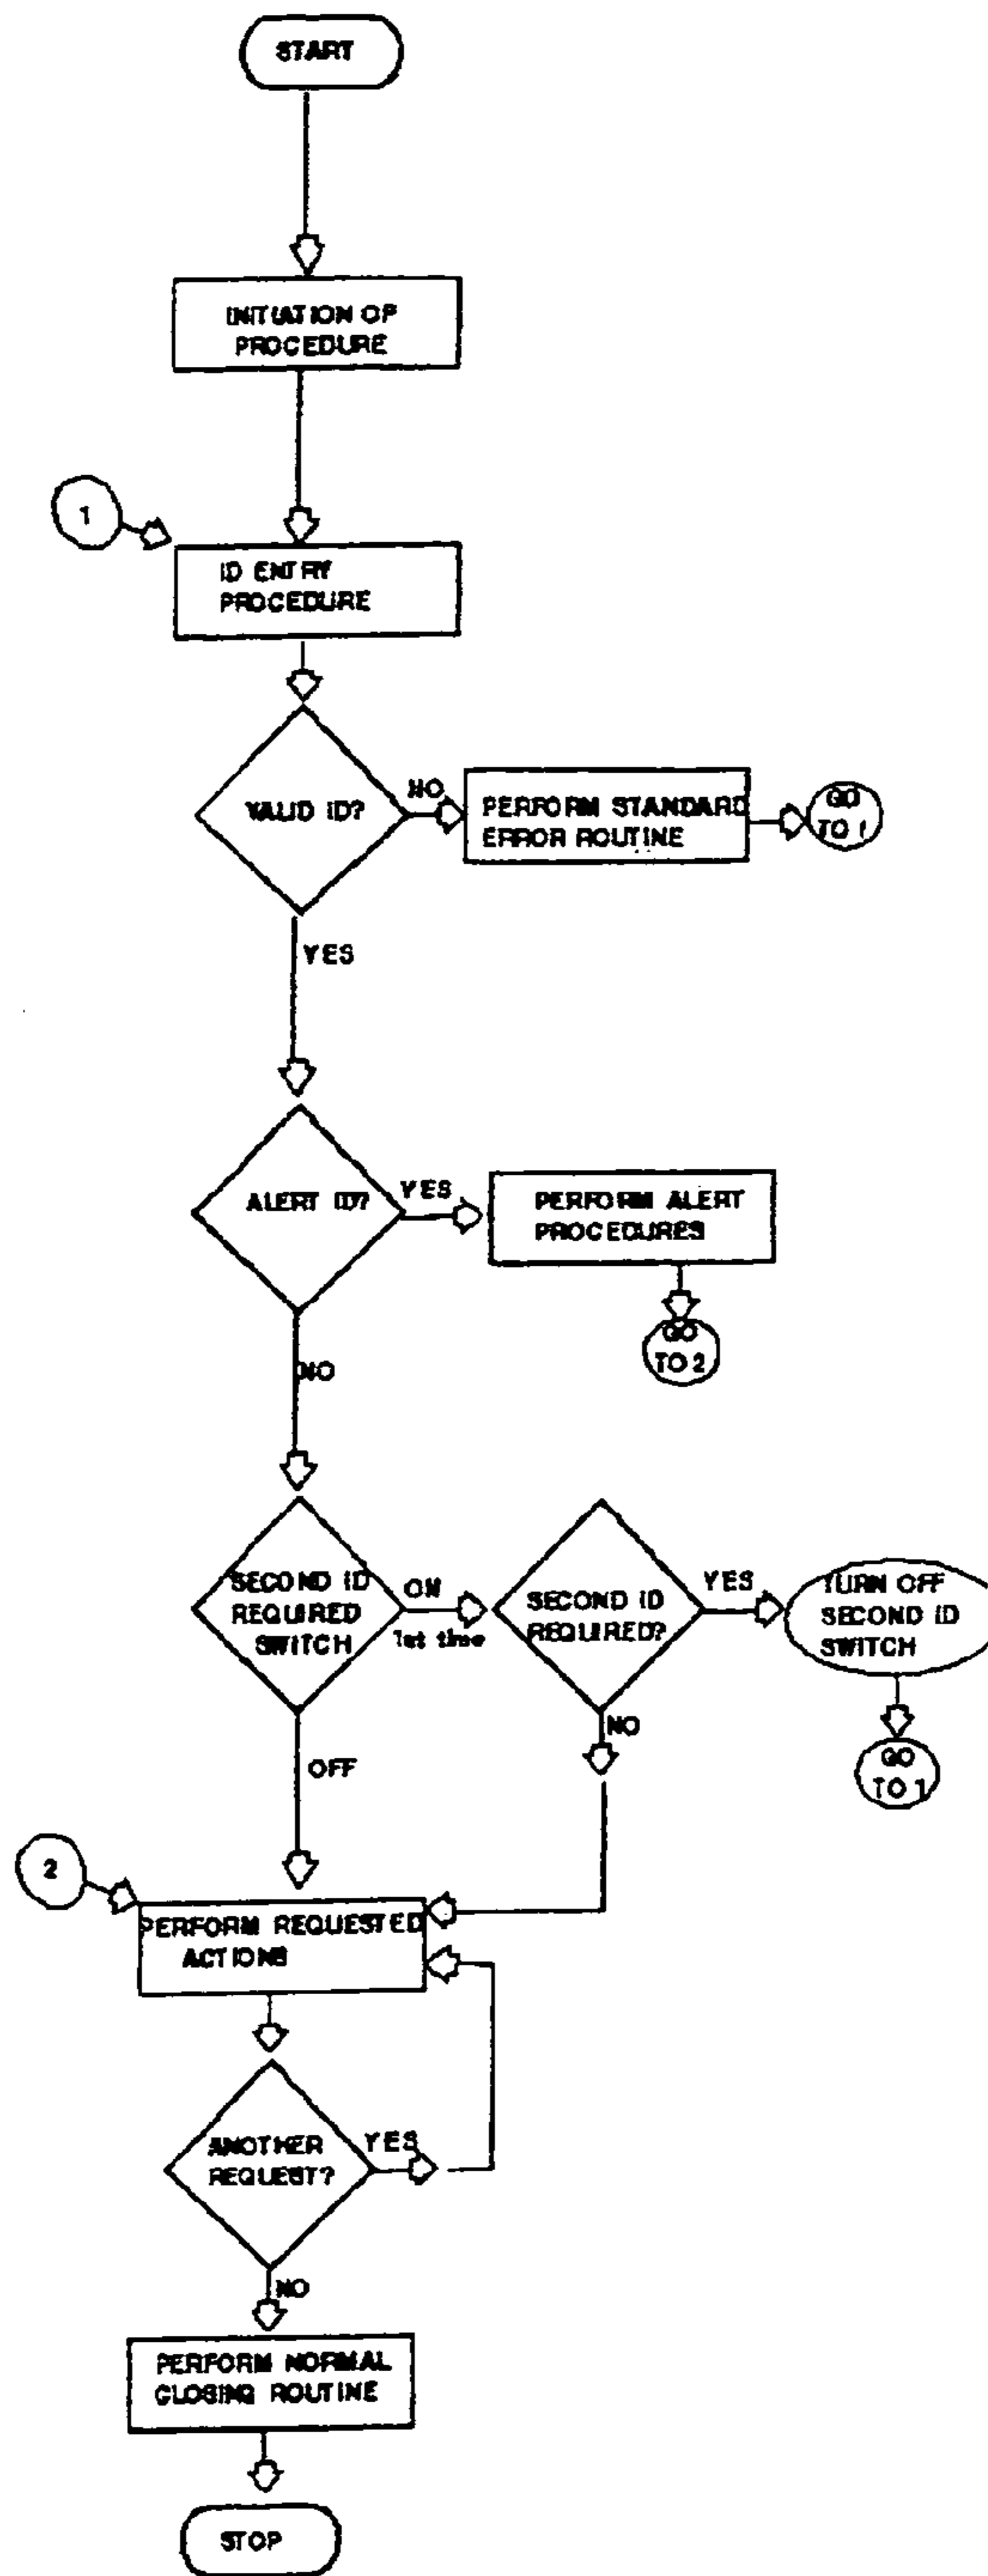 START
INITIATION OF
PROCEDURE
1
ID ENTRY
PROCEDURE
VALID ID?
NO
PERFORM STANDARD
ERROR ROUTINE
GO
TO 1
YES
ALERT ID?
YES
PERFORM ALERT
PROCEDURES
GO
TO 2
NO
SECOND ID
REQUIRED
SWITCH
ON
1st time
SECOND ID
REQUIRED?
YES
TURN OFF
SECOND ID
SWITCH
GO
TO 1
NO
OFF
2
PERFORM REQUESTED
ACTIONS
ANOTHER
REQUEST?
YES
NO
PERFORM NORMAL
CLOSING ROUTINE
STOP